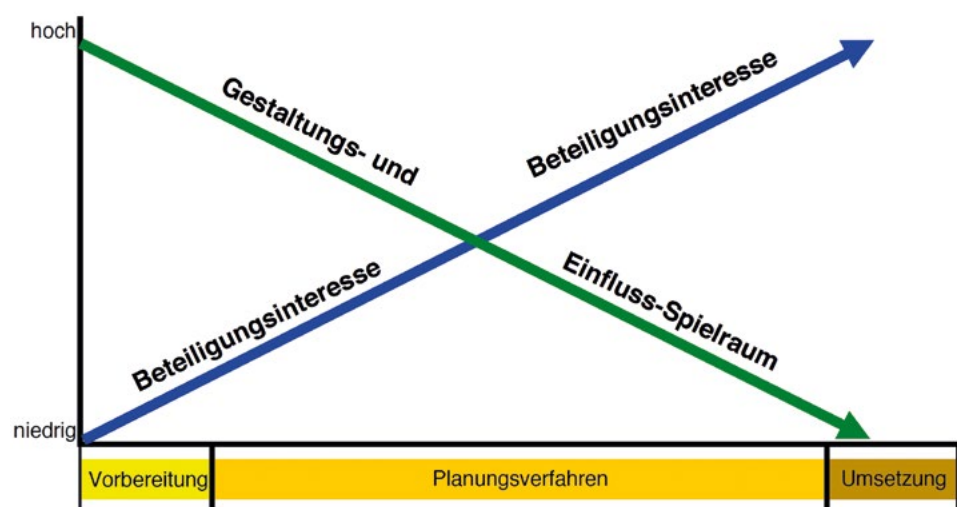 hoch
Gestaltungs- und
Beteiligungsinteresse
Beteiligungsinteresse
Einfluss-Spielraum
niedrig
Vorbereitung
Planungsverfahren
Umsetzung